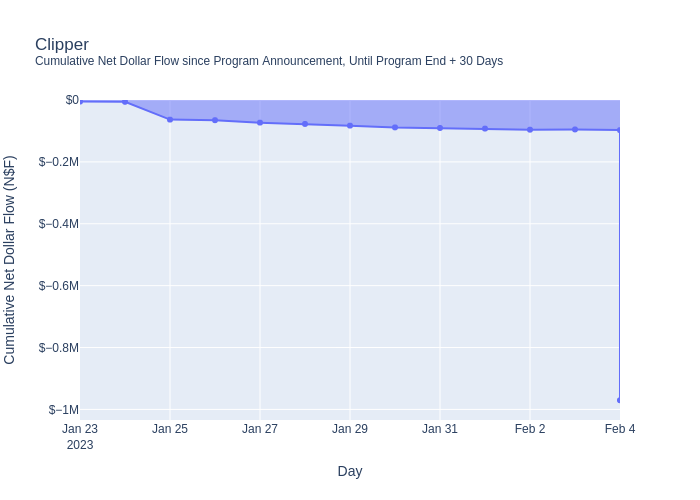 Clipper
Cumulative Net Dollar Flow since Program Announcement, Until Program End + 30 Days
Cumulative Net Dollar Flow (N$F)
$0
$−0.2M
$−0.4M
$−0.6M
$−0.8M
$−1M
Jan 23
2023
Jan 25
Jan 27
Jan 29
Jan 31
Feb 2
Feb 4
Day